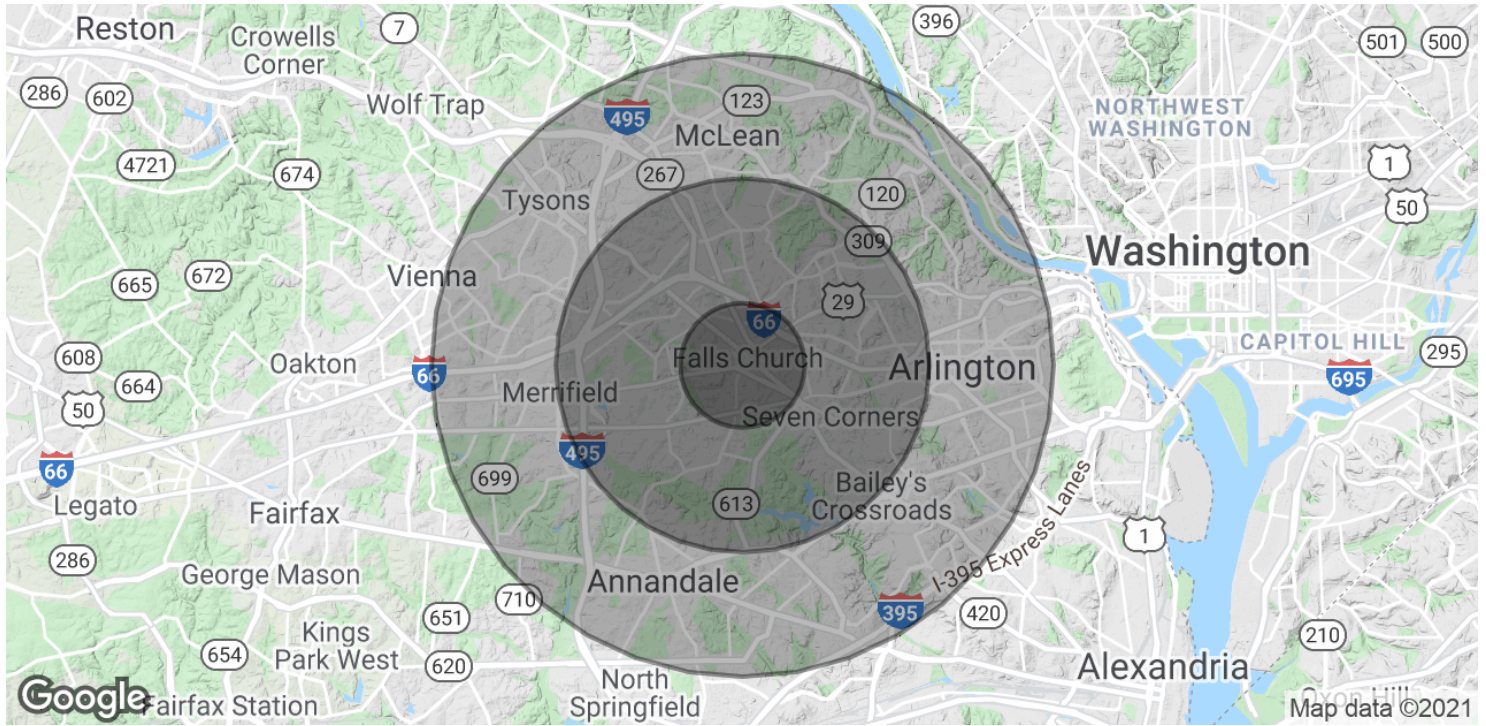 Reston
Crowells
Corner
7
396
501
500
286
602
Wolf Trap
495
123
McLean
NORTHWEST
WASHINGTON
4721
674
267
1
Tysons
120
50
309
Washington
665
672
Vienna
29
66
608
Oakton
66
Falls Church
CAPITOL HILL
295
664
Merrifield
Arlington
695
50
Seven Corners
495
66
699
Bailey's
Crossroads
Legato
Fairfax
613
I-395 Express Lanes
1
286
George Mason
Annandale
710
395
420
651
Kings
Park West
654
620
210
North
Springfield
Alexandria
Google
Fairfax Station
Oxon Hill
Map data ©2021